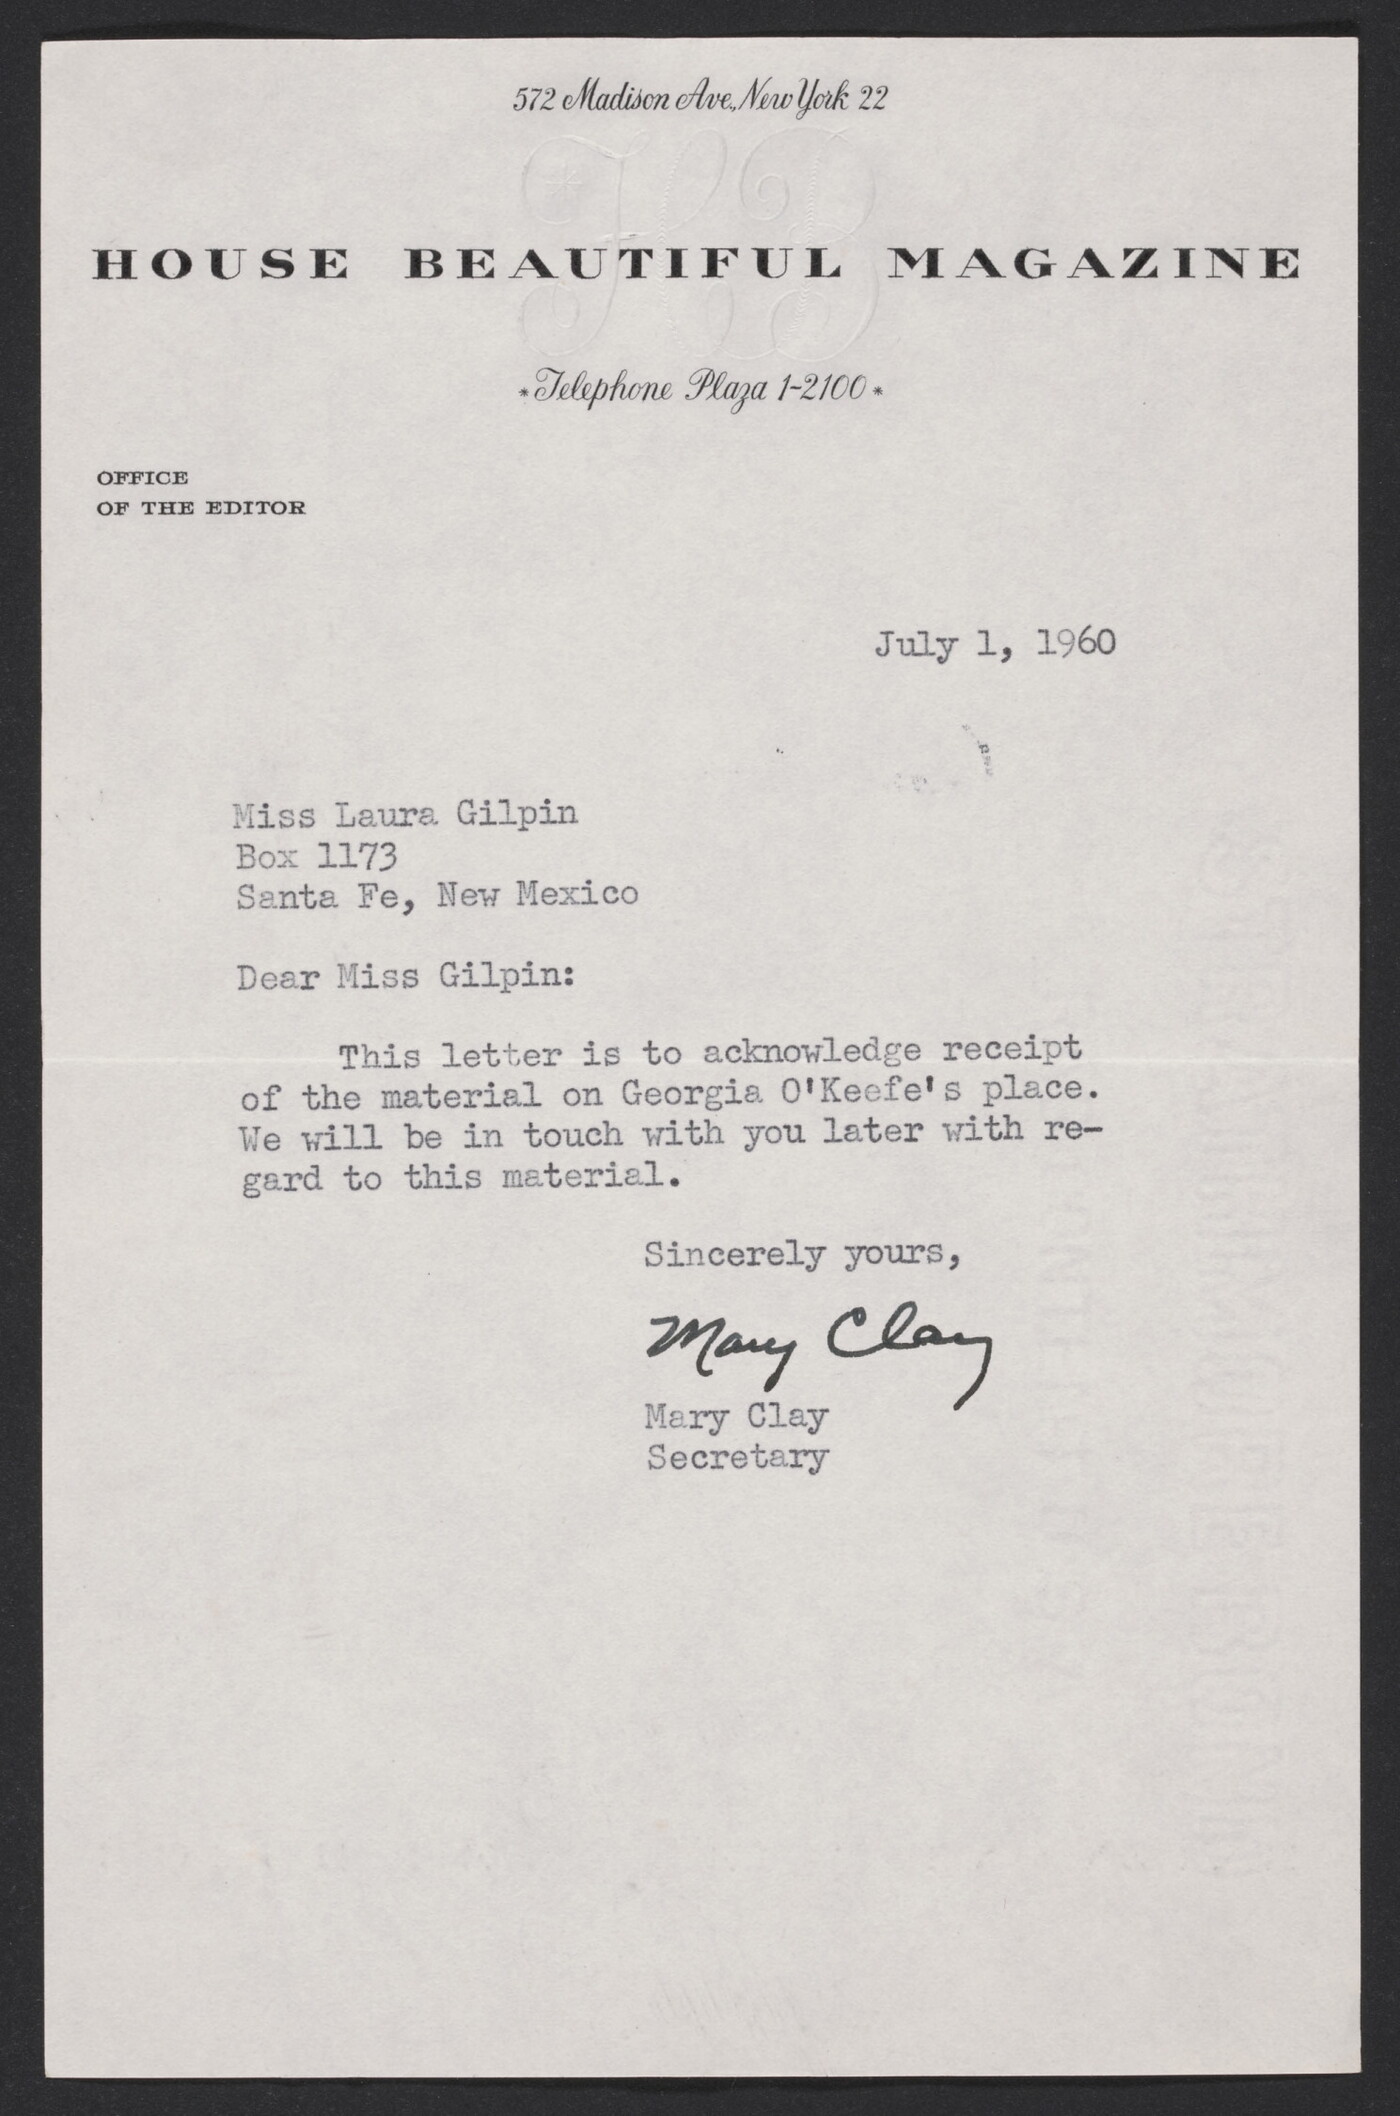 572 Madison Ave., New York 22
HB
HOUSE BEAUTIFUL MAGAZINE
*Telephone Plaza 1-2100*
OFFICE
OF THE EDITOR
July 1, 1960
Miss Laura Gilpin
Box 1173
Santa Fe, New Mexico
Dear Miss Gilpin:
This letter is to acknowledge receipt
of the material on Georgia O'Keefe's place.
We will be in touch with you later with re-
gard to this material.
Sincerely yours,
Mary Clay
Mary Clay
Secretary